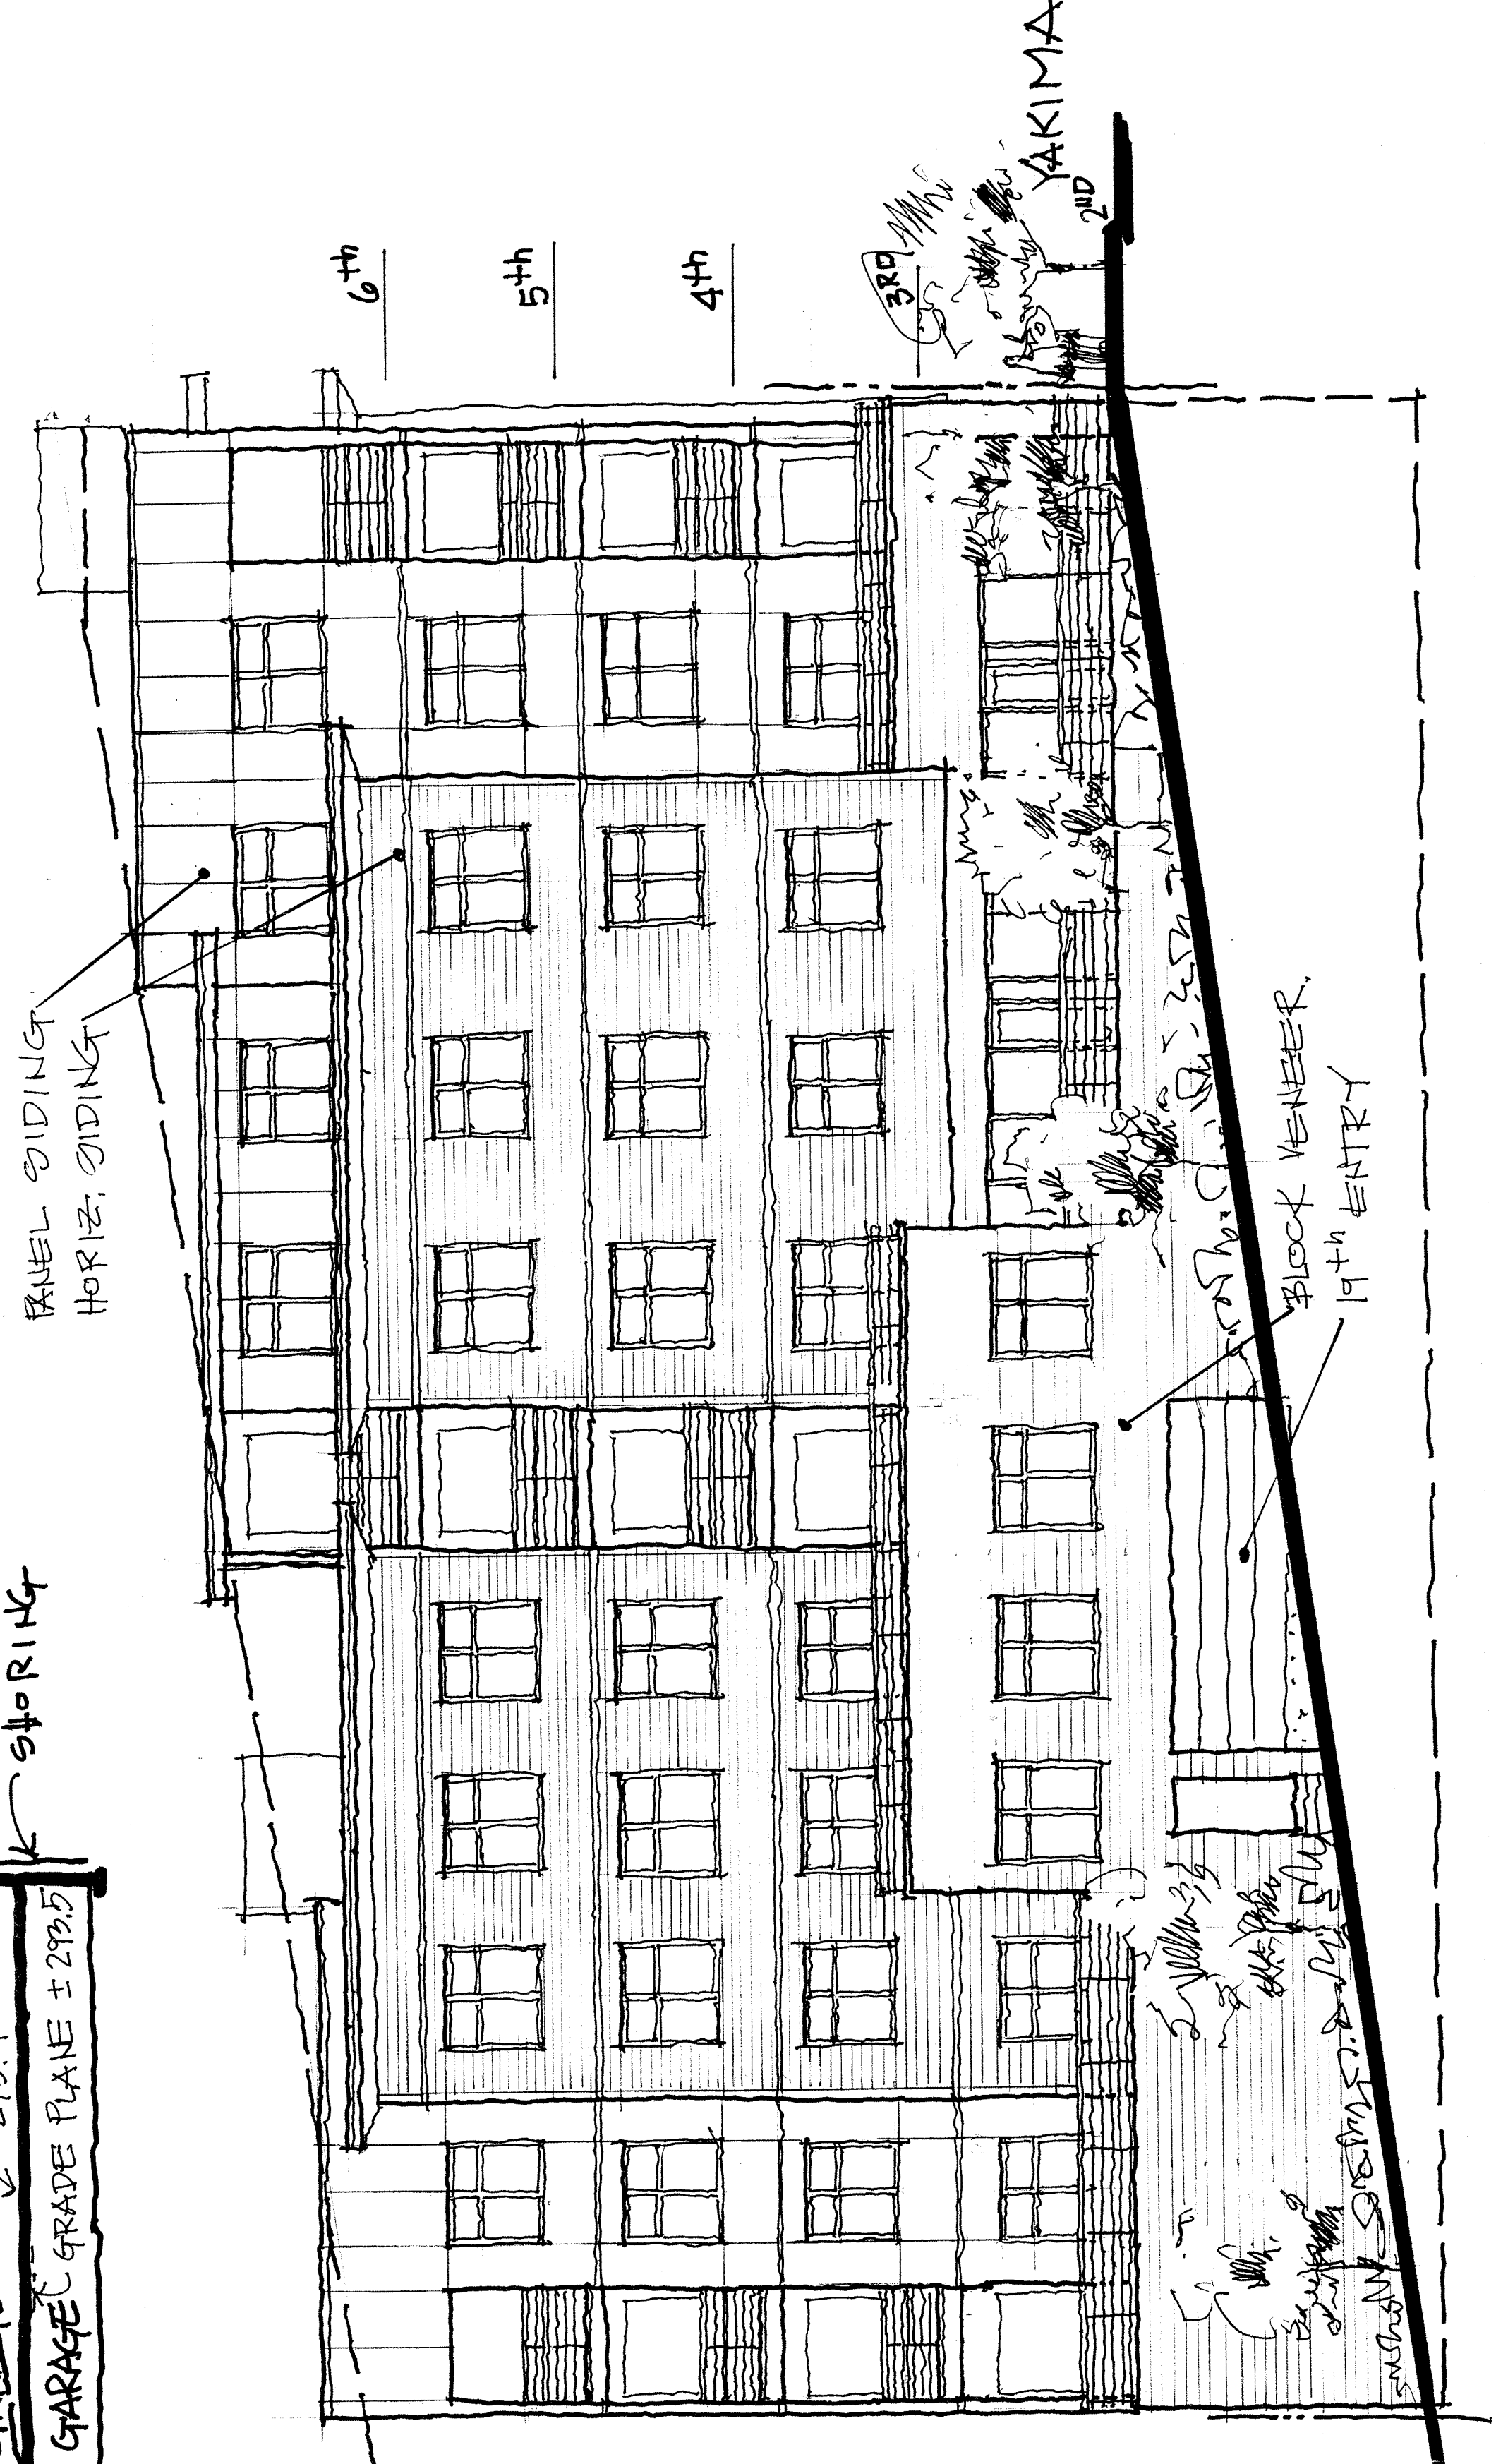 PANEL SIDING
HORIZ. SIDING
SHORING
GARAGE GRADE PLANE ± 293.5
6th
5th
4th
3RD
2ND
YAKIMA
BLOCK VENEER.
19th ENTRY